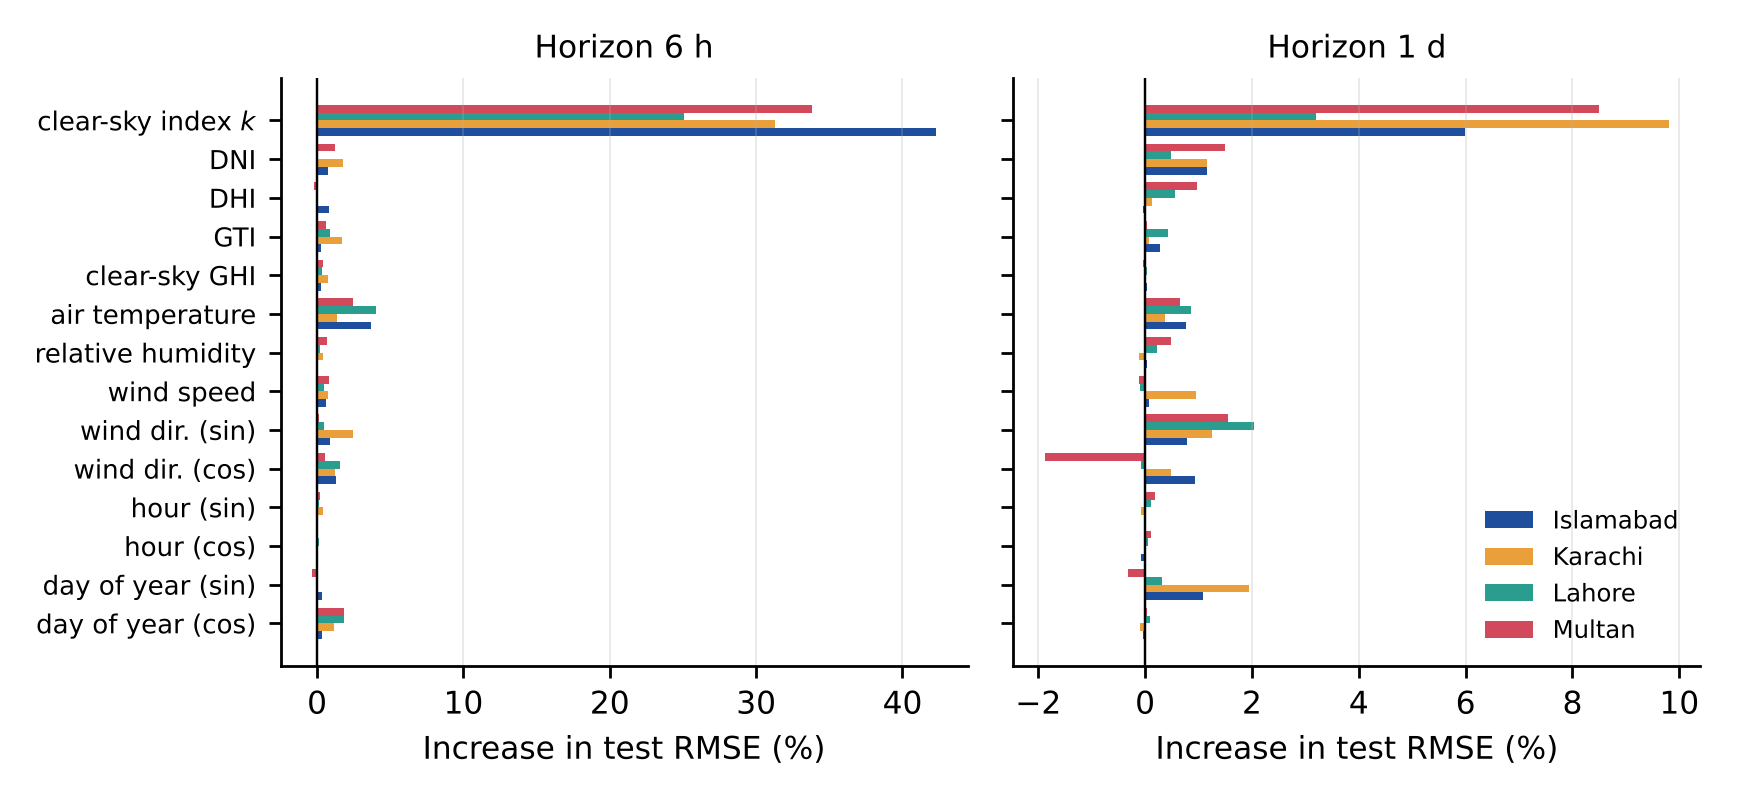 Horizon 6 h
Horizon 1 d
clear-sky index k
DNI
DHI
GTI
clear-sky GHI
air temperature
relative humidity
wind speed
wind dir. (sin)
wind dir. (cos)
hour (sin)
hour (cos)
day of year (sin)
day of year (cos)
Islamabad
Karachi
Lahore
Multan
0 10 20 30 40
−2 0 2 4 6 8 10
Increase in test RMSE (%)
Increase in test RMSE (%)